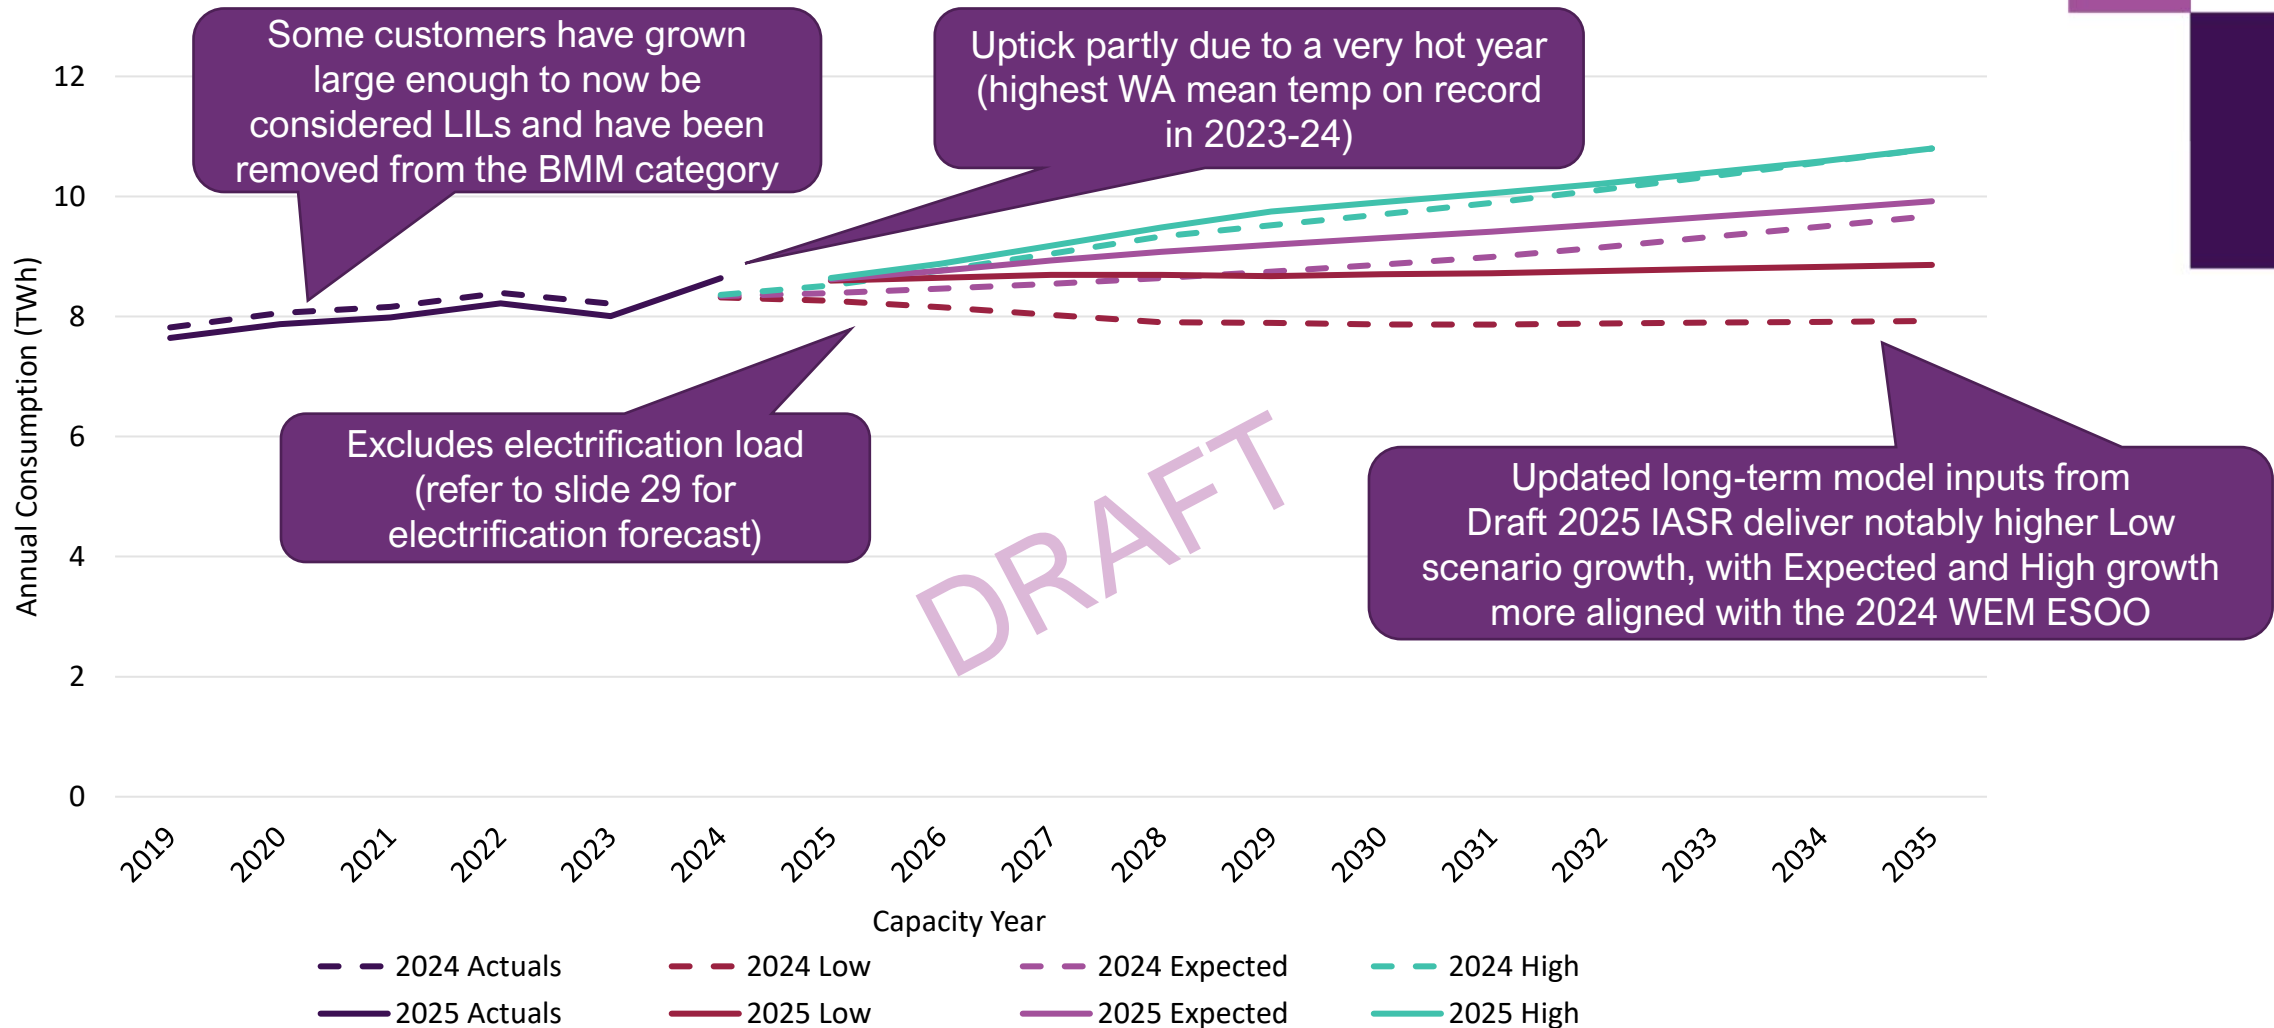 Some customers have grown
large enough to now be
considered LILs and have been
removed from the BMM category
Uptick partly due to a very hot year
(highest WA mean temp on record
in 2023-24)
Excludes electrification load
(refer to slide 29 for
electrification forecast)
Updated long-term model inputs from
Draft 2025 IASR deliver notably higher Low
scenario growth, with Expected and High growth
more aligned with the 2024 WEM ESOO
DRAFT
Annual Consumption (TWh)
12
10
8
6
4
2
0
2019
2020
2021
2022
2023
2024
2025
2026
2027
2028
2029
2030
2031
2032
2033
2034
2035
Capacity Year
2024 Actuals
2024 Low
2024 Expected
2024 High
2025 Actuals
2025 Low
2025 Expected
2025 High